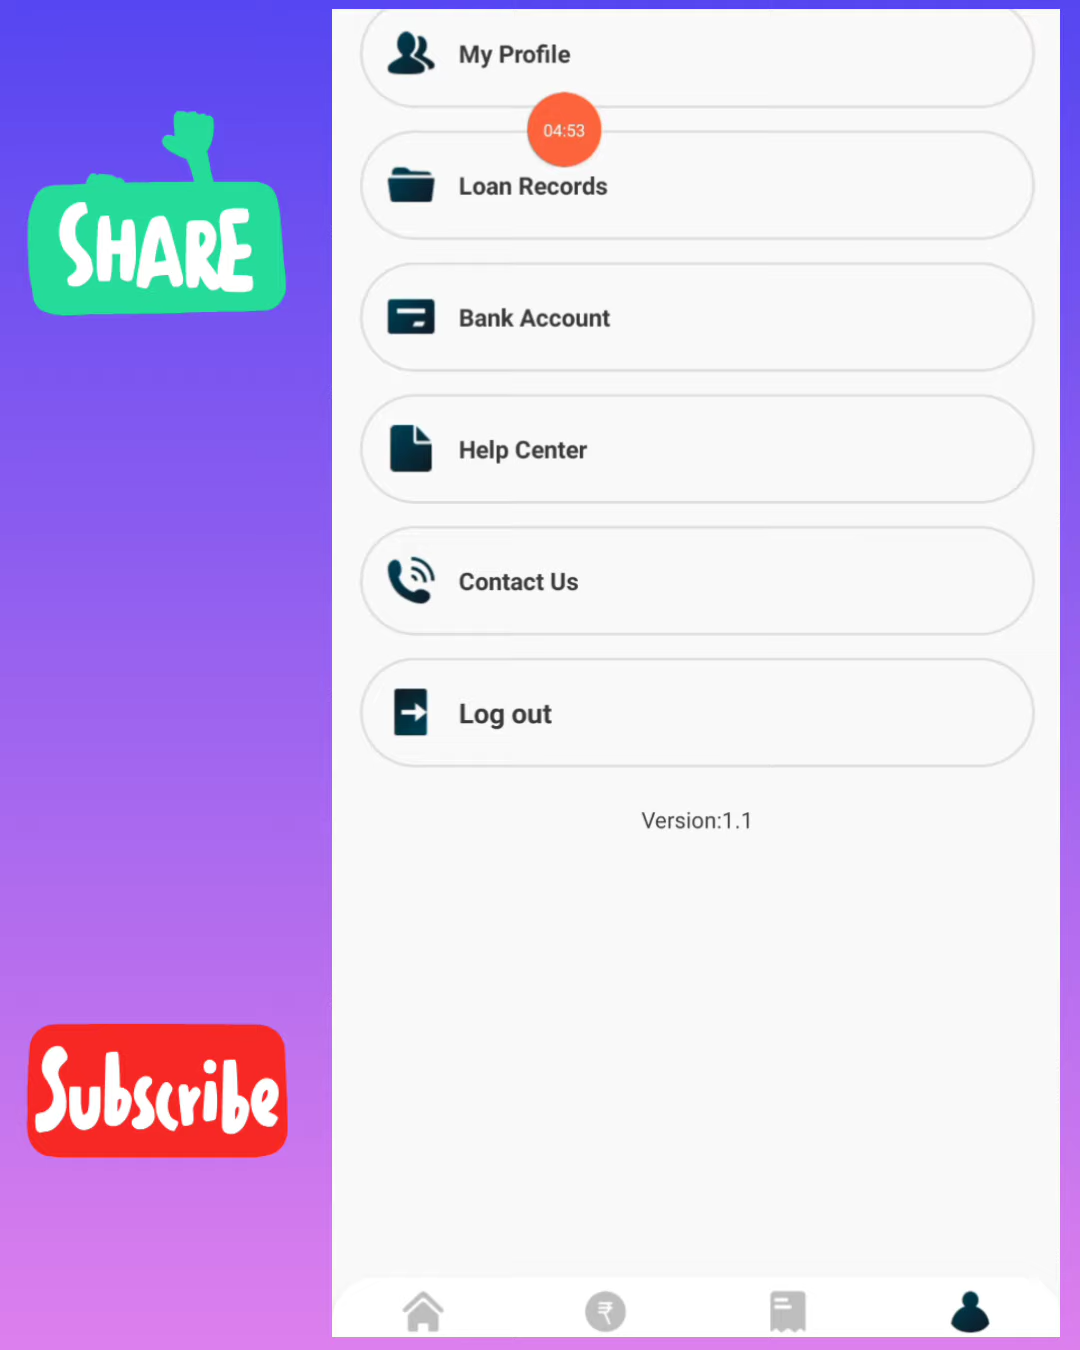 My Profile
04:53
Loan Records
SHARE
Bank Account
Help Center
Contact Us
Log out
Version:1.1
Subscribe
₹